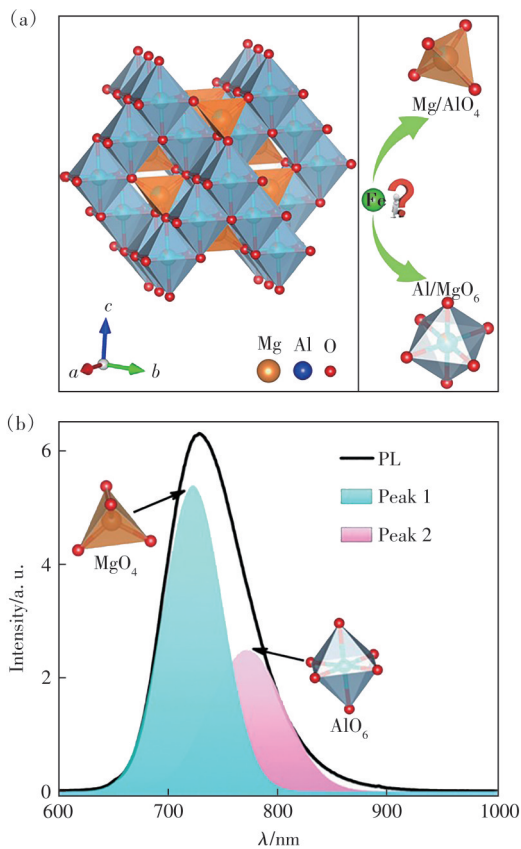 (a)
Mg/AlO₄
Fe
?
Al/MgO₆
c
a
b
Mg Al O
(b)
6
4
2
0
Intensity/a. u.
PL
Peak 1
Peak 2
MgO₄
AlO₆
600 700 800 900 1000
λ/nm